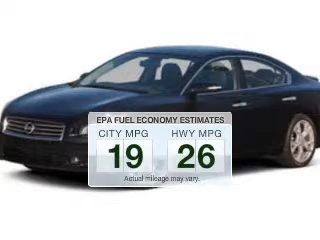 EPA FUEL ECONOMY ESTIMATES
CITY MPG HWY MPG
19 26
Actual mileage may vary.